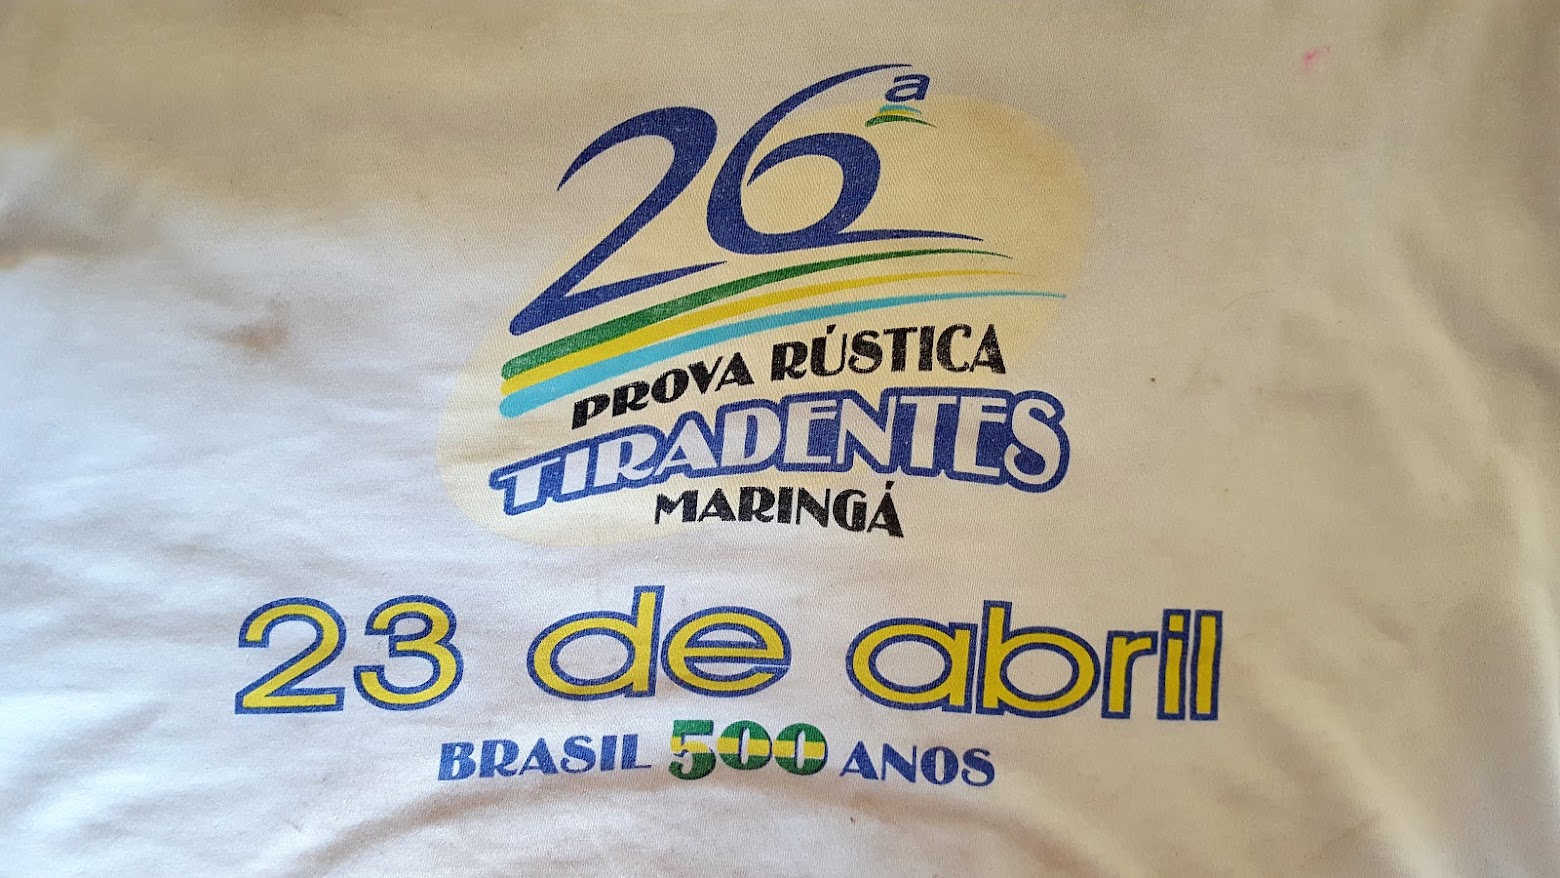 26ª
PROVA RÚSTICA
TIRADENTES
MARINGÁ
23 de abril
BRASIL 500 ANOS